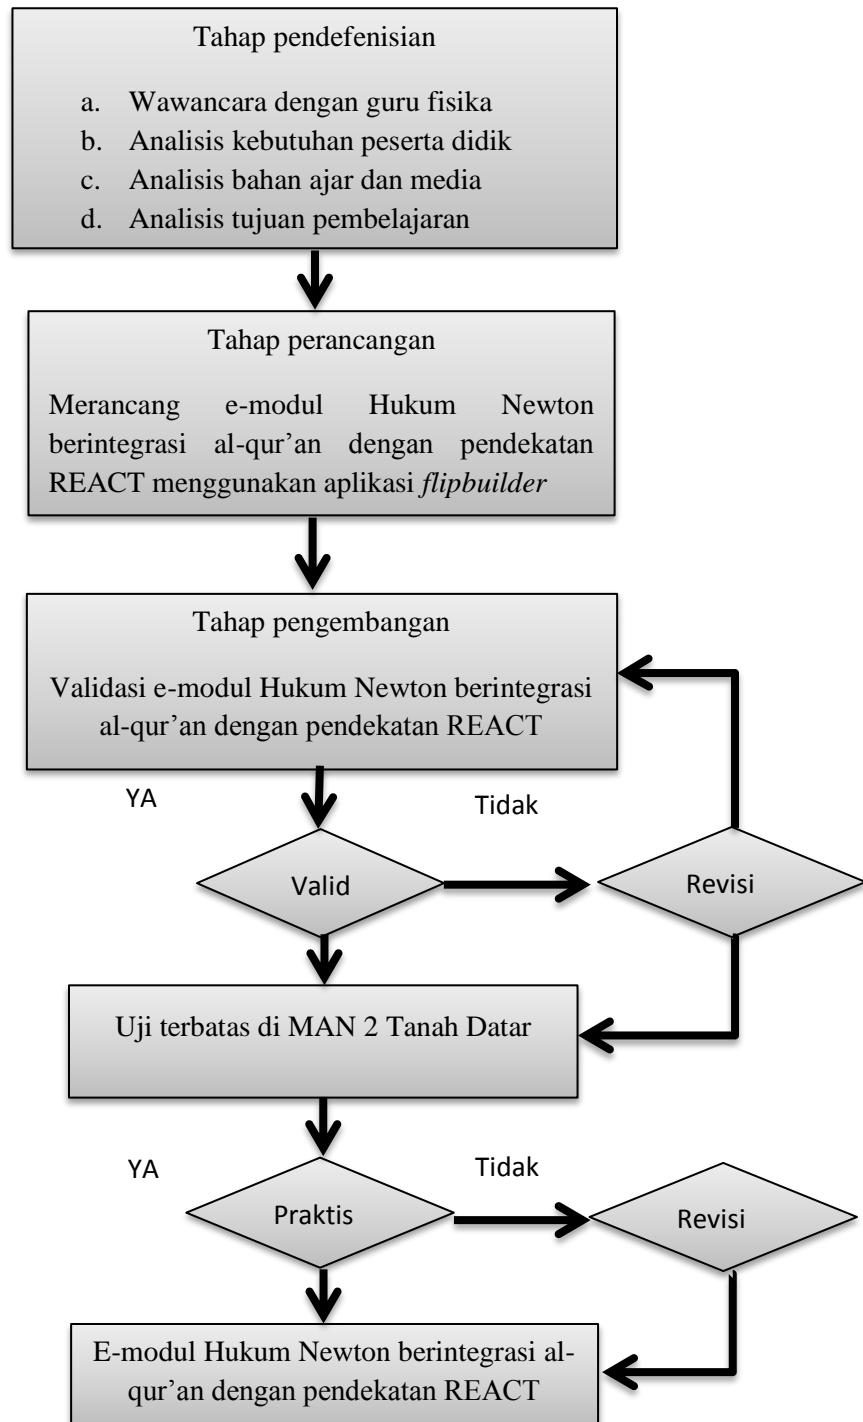 Tahap pendefenisian
a. Wawancara dengan guru fisika
b. Analisis kebutuhan peserta didik
c. Analisis bahan ajar dan media
d. Analisis tujuan pembelajaran
Tahap perancangan
Merancang e-modul Hukum Newton
berintegrasi al-qur’an dengan pendekatan
REACT menggunakan aplikasi flipbuilder
Tahap pengembangan
Validasi e-modul Hukum Newton berintegrasi
al-qur’an dengan pendekatan REACT
YA
Tidak
Valid
Revisi
Uji terbatas di MAN 2 Tanah Datar
YA
Tidak
Praktis
Revisi
E-modul Hukum Newton berintegrasi al-
qur’an dengan pendekatan REACT